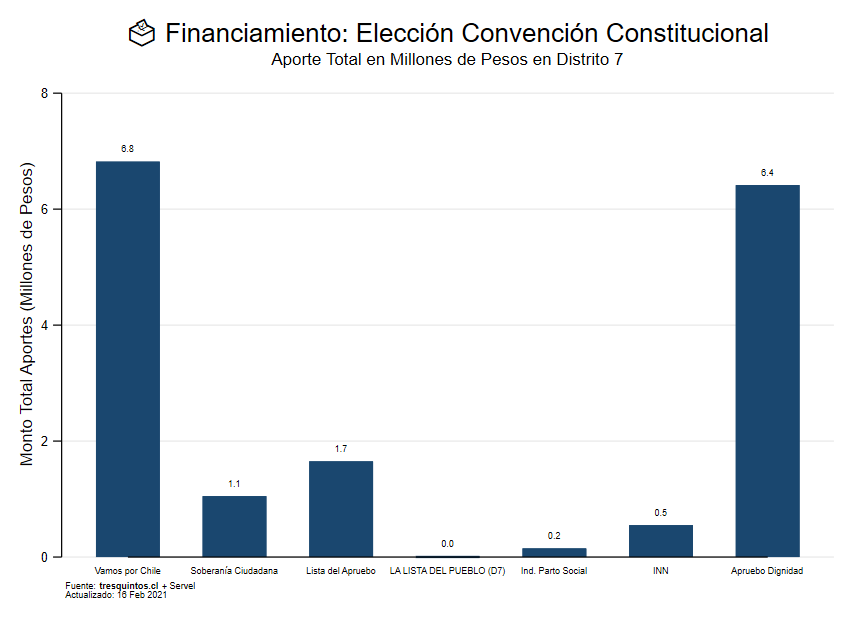 Financiamiento: Elección Convención Constitucional
Aporte Total en Millones de Pesos en Distrito 7
Monto Total Aportes (Millones de Pesos)
8
6
4
2
0
6.8
1.1
1.7
0.0
0.2
0.5
6.4
Vamos por Chile
Soberanía Ciudadana
Lista del Apruebo
LA LISTA DEL PUEBLO (D7)
Ind. Parto Social
INN
Apruebo Dignidad
Fuente: tresquintos.cl + Servel
Actualizado: 16 Feb 2021